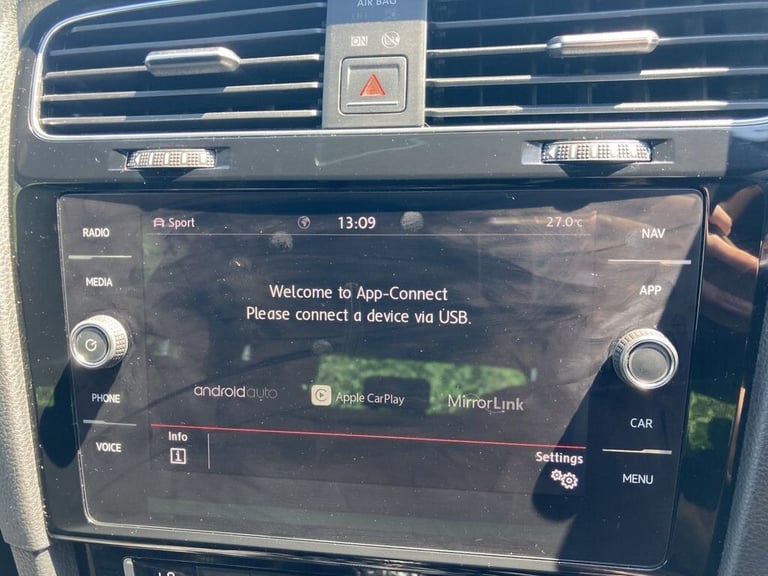 AIR BAG
ON
Sport
13:09
27.0°C
RADIO
MEDIA
PHONE
VOICE
Welcome to App-Connect
Please connect a device via USB.
androidauto
Apple CarPlay
MirrorLink
Info
i
Settings
NAV
APP
CAR
MENU